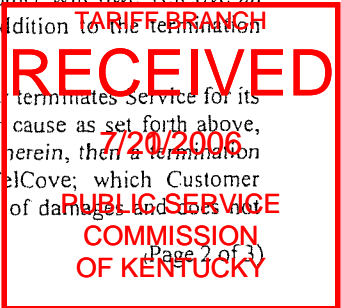 TARIFF BRANCH
ddition to the termination
RECEIVED
terminates Service for its
cause as set forth above,
herein, then a termination
7/20/2006
elCove; which Customer
of damages and does not
PUBLIC SERVICE
COMMISSION
(Page 2 of 3)
OF KENTUCKY